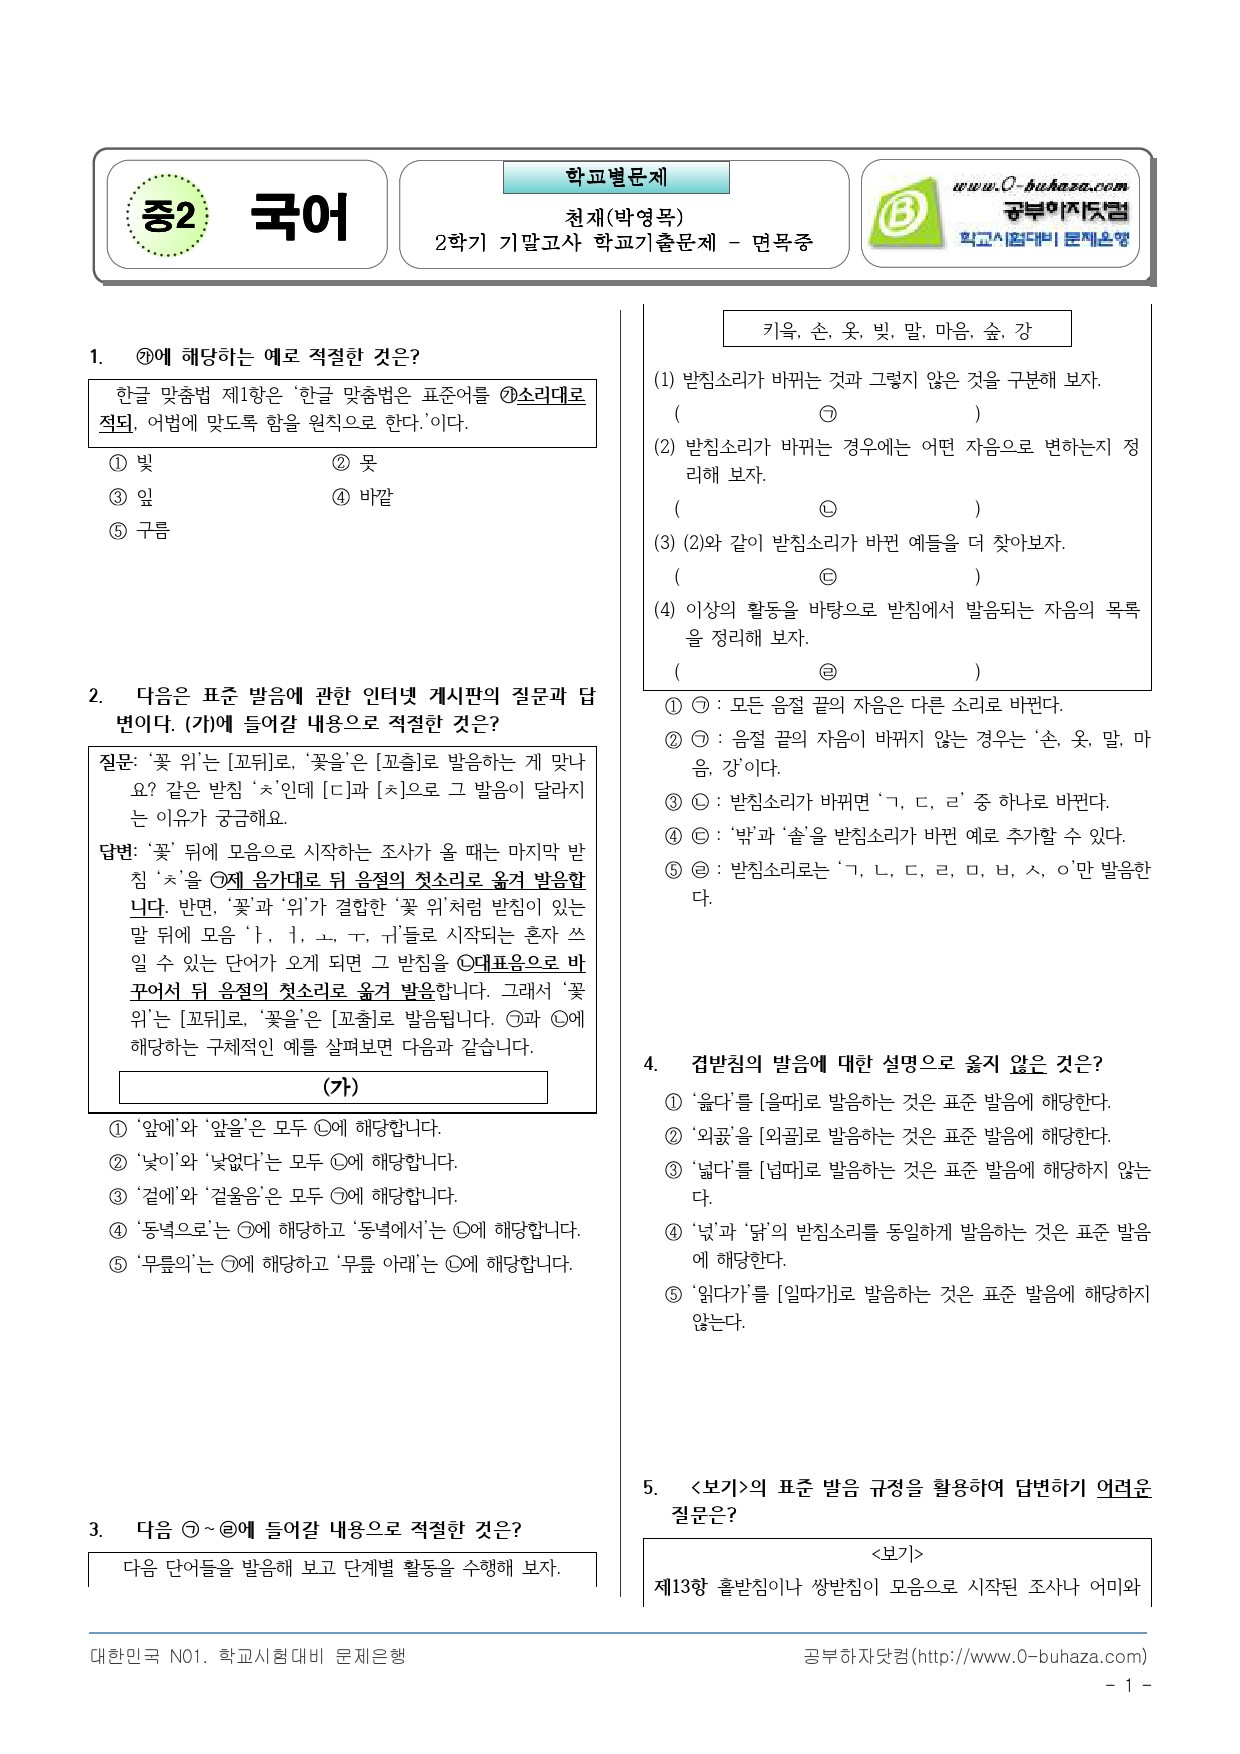 중2 국어
학교별문제
천재(박영목)
2학기 기말고사 학교기출문제 - 면목중
www.0-buhaza.com
공부하자닷컴
학교시험대비 문제은행
1. ㉮에 해당하는 예로 적절한 것은?
한글 맞춤법 제1항은 ‘한글 맞춤법은 표준어를 ㉮소리대로
적되, 어법에 맞도록 함을 원칙으로 한다.’이다.
① 빛 ② 못
③ 잎 ④ 바깥
⑤ 구름
2. 다음은 표준 발음에 관한 인터넷 게시판의 질문과 답
변이다. (가)에 들어갈 내용으로 적절한 것은?
질문: ‘꽃 위’는 [꼬뒤]로, ‘꽃을’은 [꼬츨]로 발음하는 게 맞나
요? 같은 받침 ‘ㅊ’인데 [ㄷ]과 [ㅊ]으로 그 발음이 달라지
는 이유가 궁금해요.
답변: ‘꽃’ 뒤에 모음으로 시작하는 조사가 올 때는 마지막 받
침 ‘ㅊ’을 ㉠제 음가대로 뒤 음절의 첫소리로 옮겨 발음합
니다. 반면, ‘꽃’과 ‘위’가 결합한 ‘꽃 위’처럼 받침이 있는
말 뒤에 모음 ‘ㅏ, ㅓ, ㅗ, ㅜ, ㅟ’들로 시작되는 혼자 쓰
일 수 있는 단어가 오게 되면 그 받침을 ㉡대표음으로 바
꾸어서 뒤 음절의 첫소리로 옮겨 발음합니다. 그래서 ‘꽃
위’는 [꼬뒤]로, ‘꽃을’은 [꼬출]로 발음됩니다. ㉠과 ㉡에
해당하는 구체적인 예를 살펴보면 다음과 같습니다.
(가)
① ‘앞에’와 ‘앞을’은 모두 ㉡에 해당합니다.
② ‘낯이’와 ‘낯없다’는 모두 ㉡에 해당합니다.
③ ‘겉에’와 ‘겉울음’은 모두 ㉠에 해당합니다.
④ ‘동녘으로’는 ㉠에 해당하고 ‘동녘에서’는 ㉡에 해당합니다.
⑤ ‘무릎의’는 ㉠에 해당하고 ‘무릎 아래’는 ㉡에 해당합니다.
3. 다음 ㉠~㉣에 들어갈 내용으로 적절한 것은?
다음 단어들을 발음해 보고 단계별 활동을 수행해 보자.
키읔, 손, 옷, 빚, 말, 마음, 숲, 강
(1) 받침소리가 바뀌는 것과 그렇지 않은 것을 구분해 보자.
( ㉠ )
(2) 받침소리가 바뀌는 경우에는 어떤 자음으로 변하는지 정
리해 보자.
( ㉡ )
(3) (2)와 같이 받침소리가 바뀐 예들을 더 찾아보자.
( ㉢ )
(4) 이상의 활동을 바탕으로 받침에서 발음되는 자음의 목록
을 정리해 보자.
( ㉣ )
① ㉠ : 모든 음절 끝의 자음은 다른 소리로 바뀐다.
② ㉠ : 음절 끝의 자음이 바뀌지 않는 경우는 ‘손, 옷, 말, 마
음, 강’이다.
③ ㉡ : 받침소리가 바뀌면 ‘ㄱ, ㄷ, ㄹ’ 중 하나로 바뀐다.
④ ㉢ : ‘밖’과 ‘솥’을 받침소리가 바뀐 예로 추가할 수 있다.
⑤ ㉣ : 받침소리로는 ‘ㄱ, ㄴ, ㄷ, ㄹ, ㅁ, ㅂ, ㅅ, ㅇ’만 발음한
다.
4. 겹받침의 발음에 대한 설명으로 옳지 않은 것은?
① ‘읊다’를 [을따]로 발음하는 것은 표준 발음에 해당한다.
② ‘외곬’을 [외골]로 발음하는 것은 표준 발음에 해당한다.
③ ‘넓다’를 [넙따]로 발음하는 것은 표준 발음에 해당하지 않는
다.
④ ‘넋’과 ‘닭’의 받침소리를 동일하게 발음하는 것은 표준 발음
에 해당한다.
⑤ ‘읽다가’를 [일따가]로 발음하는 것은 표준 발음에 해당하지
않는다.
5. <보기>의 표준 발음 규정을 활용하여 답변하기 어려운
질문은?
<보기>
제13항 홑받침이나 쌍받침이 모음으로 시작된 조사나 어미와
대한민국 N01. 학교시험대비 문제은행 공부하자닷컴(http://www.0-buhaza.com)
- 1 -